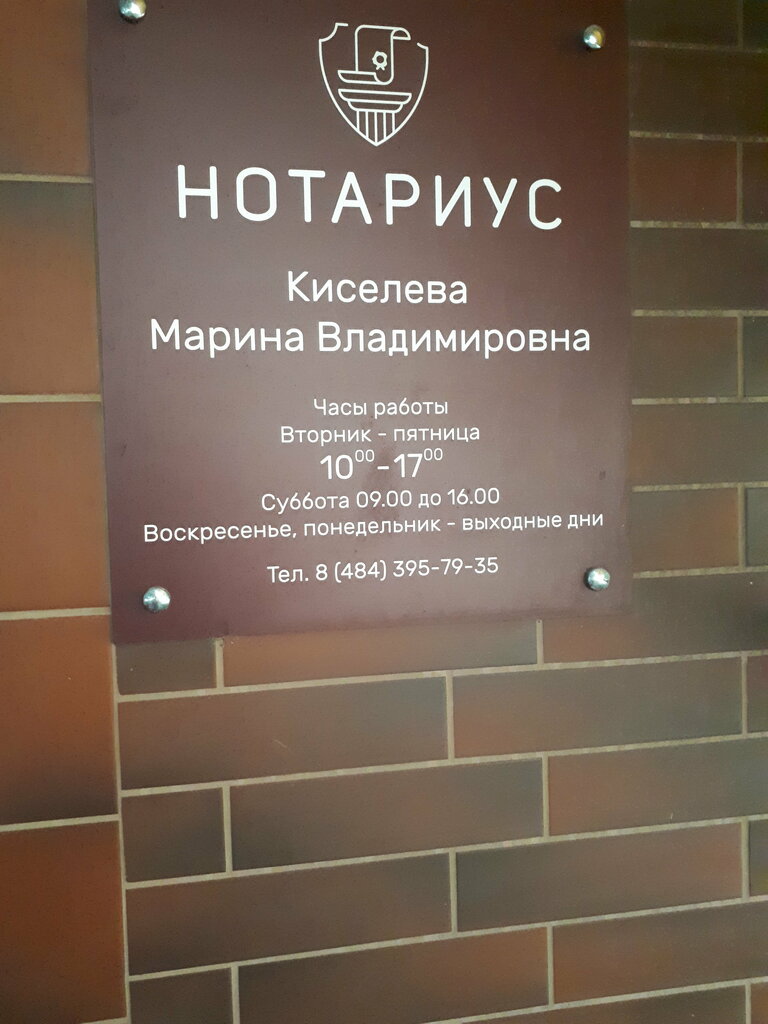 НОТАРИУС
Киселева
Марина Владимировна
Часы работы
Вторник - пятница
10⁰⁰-17⁰⁰
Суббота 09.00 до 16.00
Воскресенье, понедельник - выходные дни
Тел. 8 (484) 395-79-35